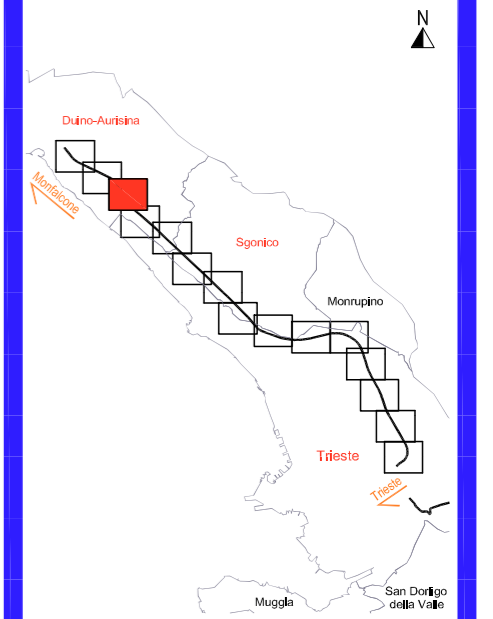 N
Duino-Aurisina
Monfalcone
Sgonico
Monrupino
Trieste
Trieste
San Dorligo
della Valle
Muggia